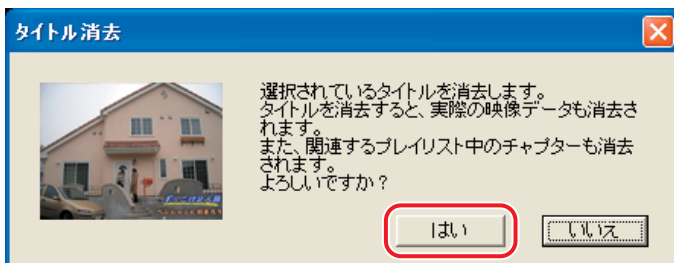 タイトル消去
選択されているタイトルを消去します。
タイトルを消去すると、実際の映像データも消去さ
れます。
また、関連するプレイリスト中のチャプターも消去
されます。
よろしいですか？
はい
いいえ